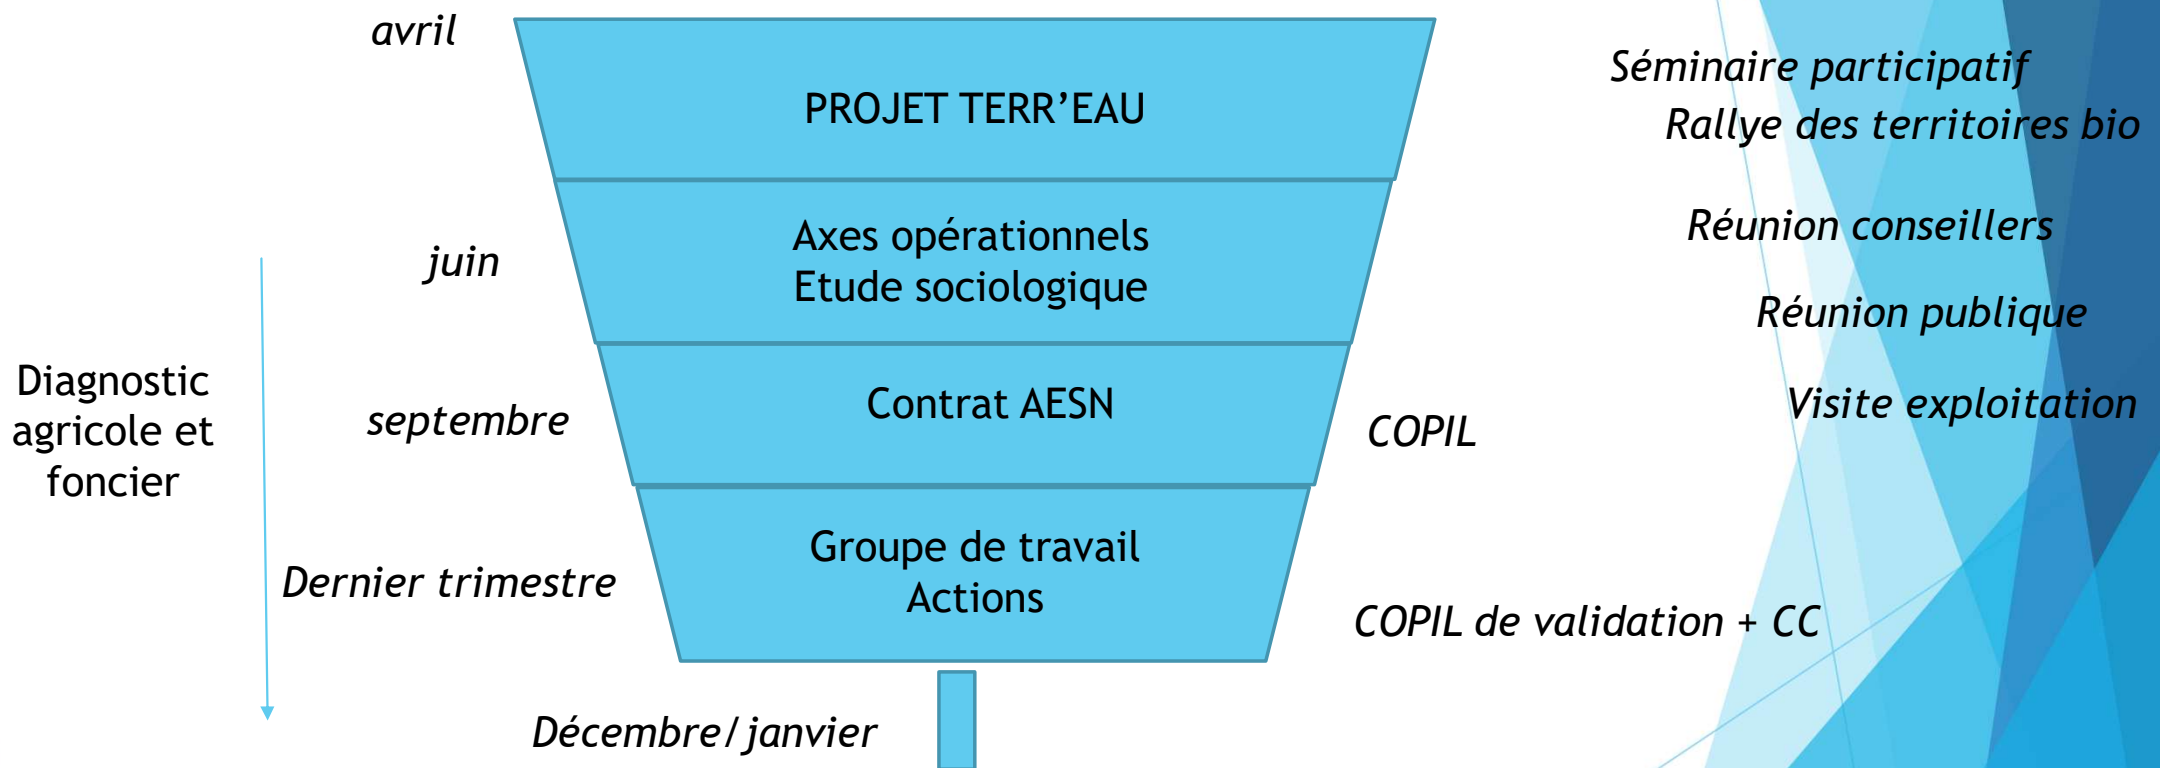 avril
PROJET TERR’EAU
Séminaire participatif
Rallye des territoires bio
juin
Axes opérationnels
Etude sociologique
Réunion conseillers
Réunion publique
Diagnostic
agricole et
foncier
septembre
Contrat AESN
COPIL
Visite exploitation
Dernier trimestre
Groupe de travail
Actions
COPIL de validation + CC
Décembre/janvier